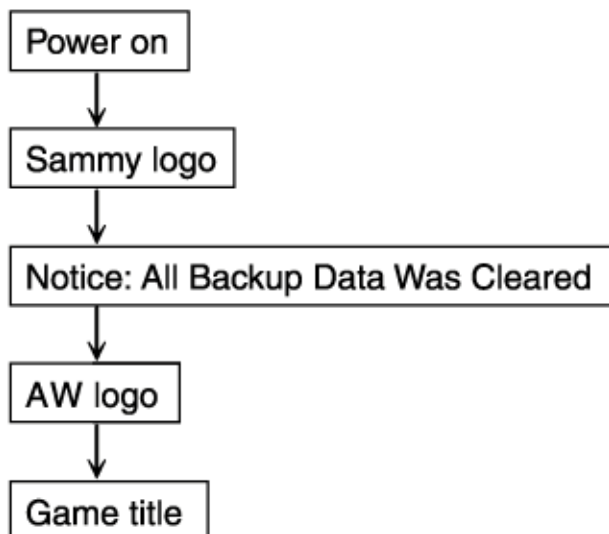 Power on
Sammy logo
Notice: All Backup Data Was Cleared
AW logo
Game title